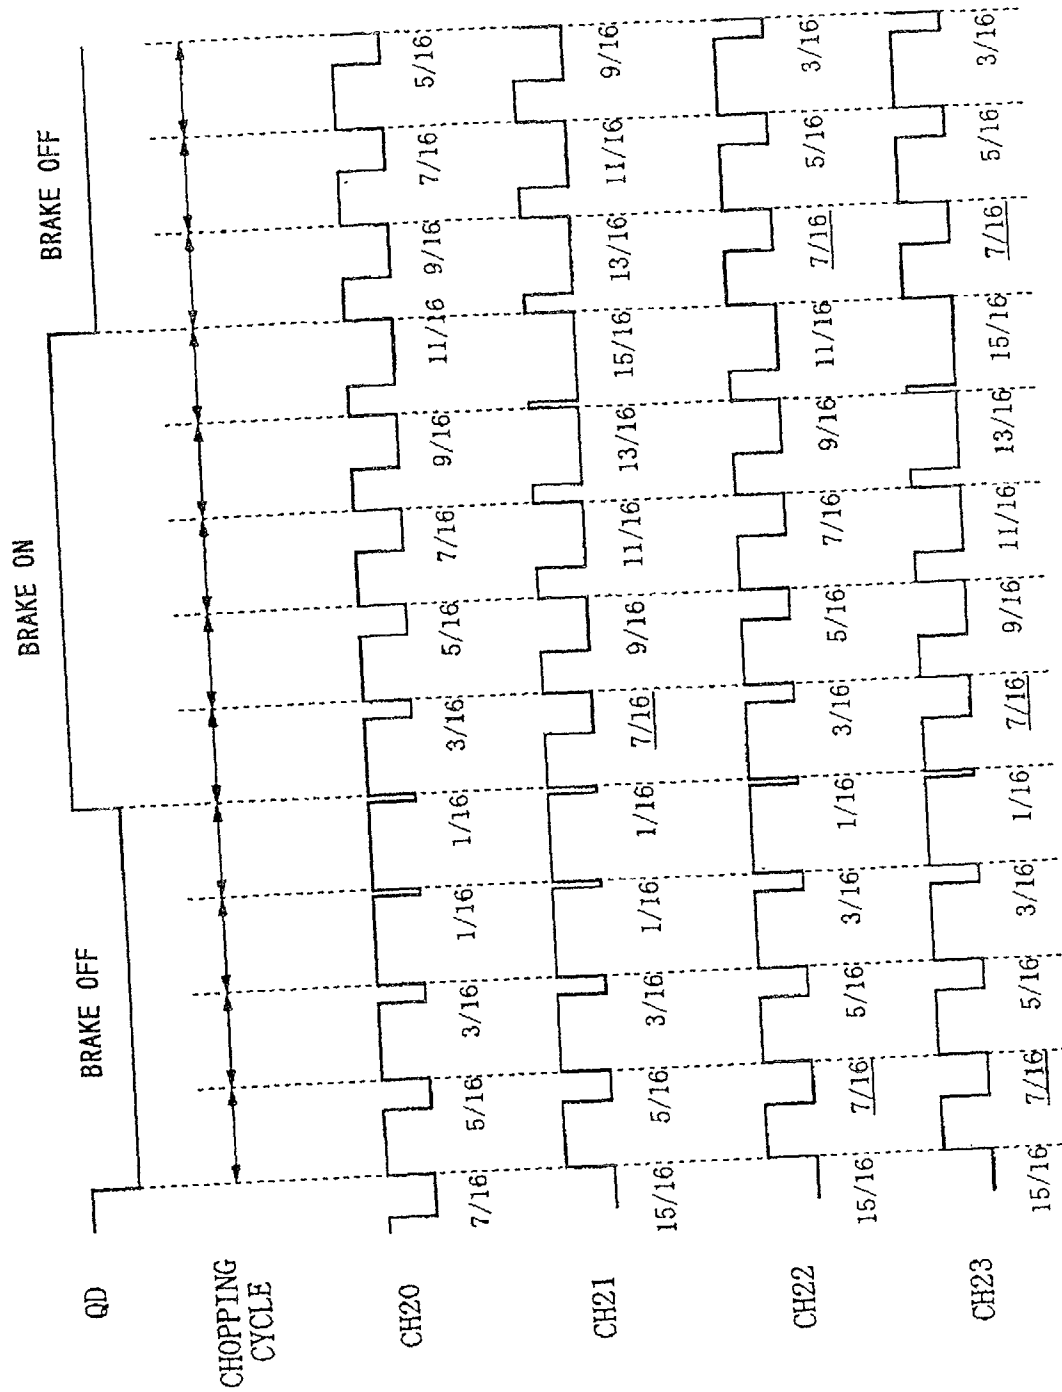 BRAKE OFF BRAKE ON BRAKE OFF
QD
CHOPPING
CYCLE
CH20
7/16 5/16 3/16 1/16 1/16 3/16 5/16 7/16 9/16 11/16 9/16 7/16 5/16
CH21
15/16 5/16 3/16 1/16 1/16 7/16 9/16 11/16 13/16 15/16 13/16 11/16 9/16
CH22
15/16 7/16 5/16 3/16 1/16 3/16 5/16 7/16 9/16 11/16 7/16 5/16 3/16
CH23
15/16 7/16 5/16 3/16 1/16 7/16 9/16 11/16 13/16 15/16 7/16 5/16 3/16